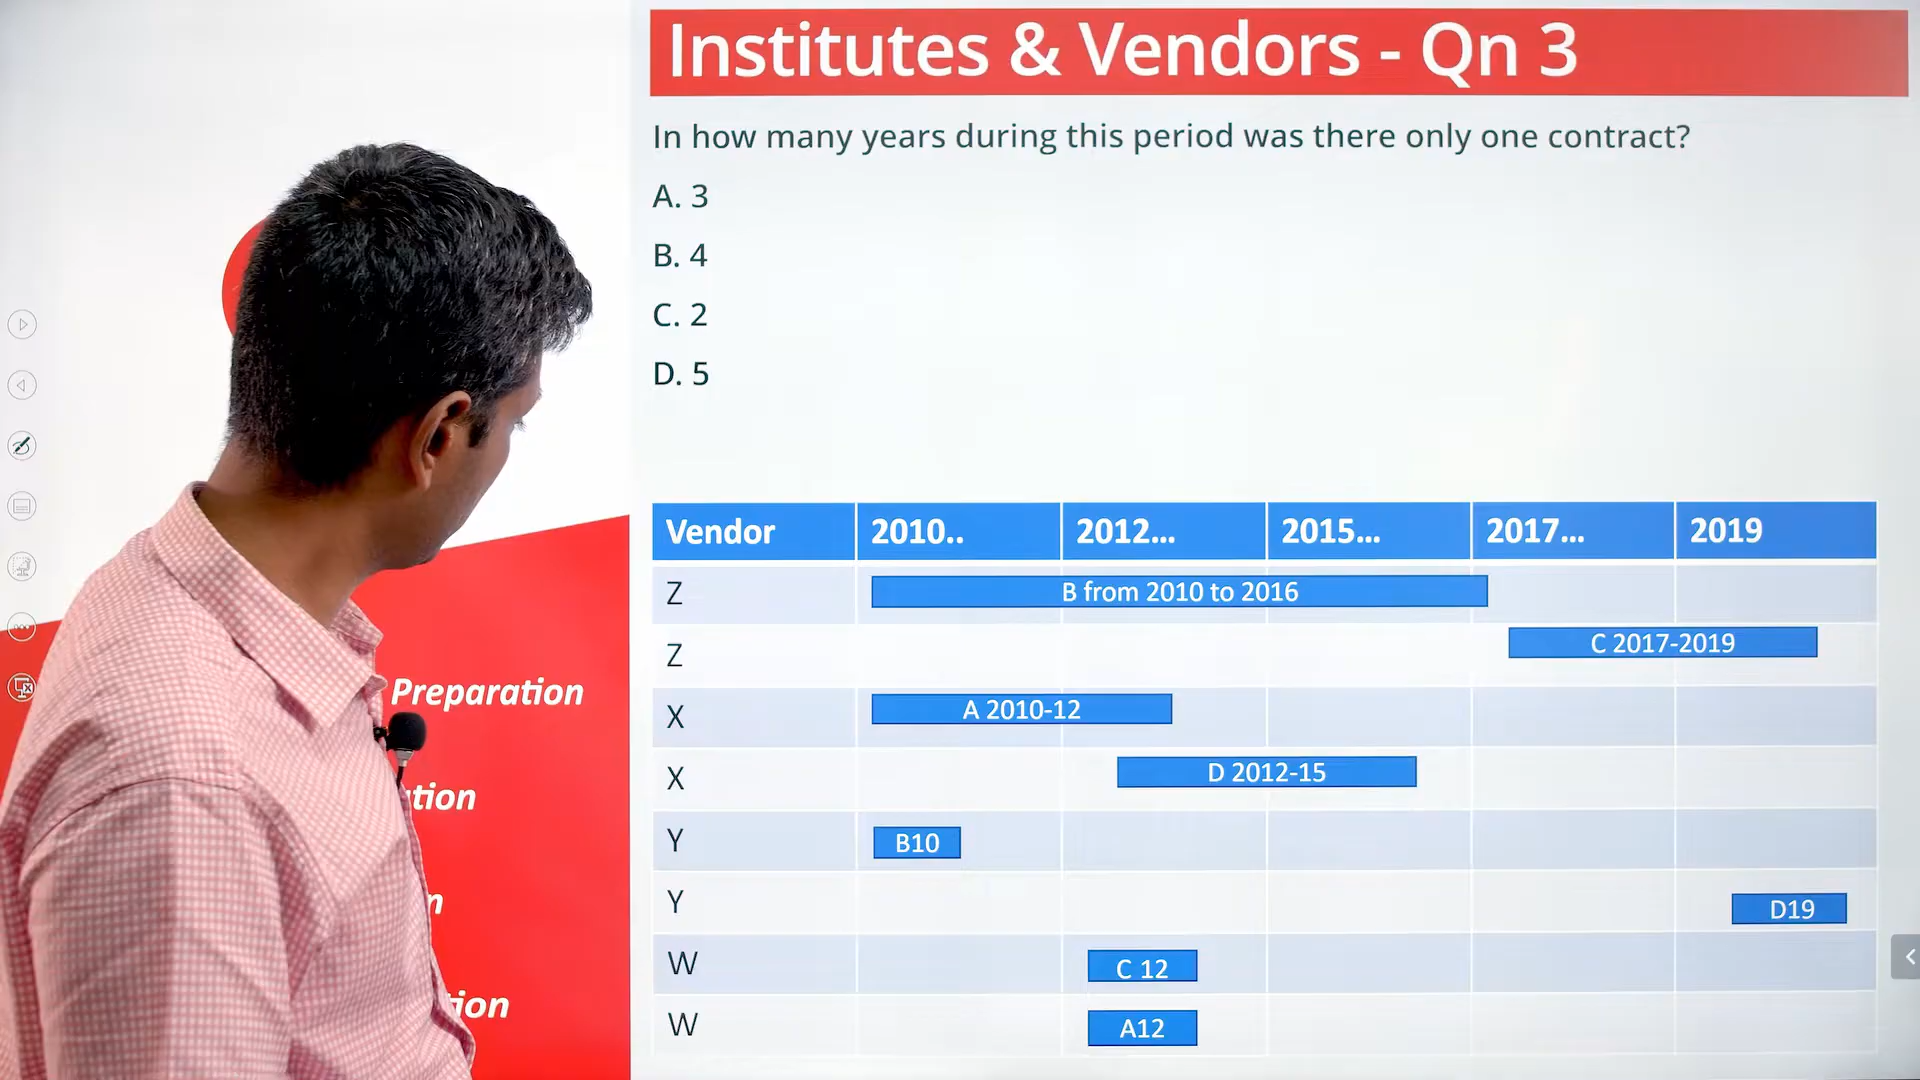 Institutes & Vendors - Qn 3
In how many years during this period was there only one contract?
A. 3
B. 4
C. 2
D. 5
Vendor 2010.. 2012... 2015... 2017... 2019
Z B from 2010 to 2016
Z C 2017-2019
X A 2010-12
X D 2012-15
Y B10
Y D19
W C 12
W A12
Preparation